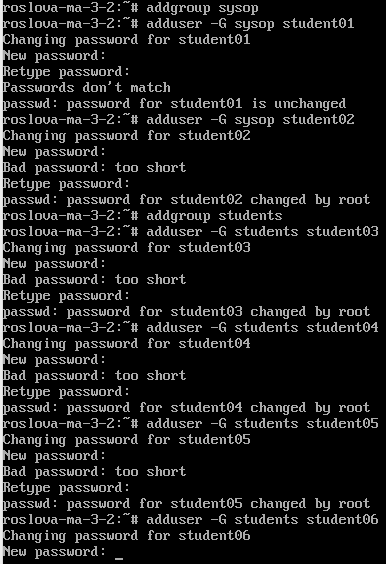 roslova-ma-3-2:~# addgroup sysop
roslova-ma-3-2:~# adduser -G sysop student01
Changing password for student01
New password:
Retype password:
Passwords don't match
passwd: password for student01 is unchanged
roslova-ma-3-2:~# adduser -G sysop student02
Changing password for student02
New password:
Bad password: too short
Retype password:
passwd: password for student02 changed by root
roslova-ma-3-2:~# addgroup students
roslova-ma-3-2:~# adduser -G students student03
Changing password for student03
New password:
Bad password: too short
Retype password:
passwd: password for student03 changed by root
roslova-ma-3-2:~# adduser -G students student04
Changing password for student04
New password:
Bad password: too short
Retype password:
passwd: password for student04 changed by root
roslova-ma-3-2:~# adduser -G students student05
Changing password for student05
New password:
Bad password: too short
Retype password:
passwd: password for student05 changed by root
roslova-ma-3-2:~# adduser -G students student06
Changing password for student06
New password: _